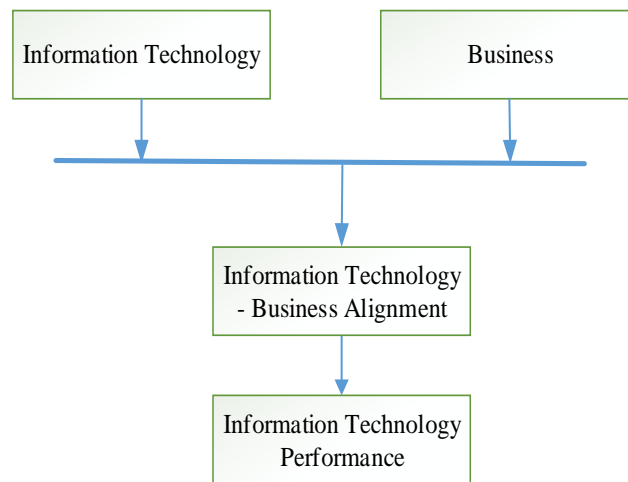 Information Technology
Business
Information Technology
- Business Alignment
Information Technology
Performance